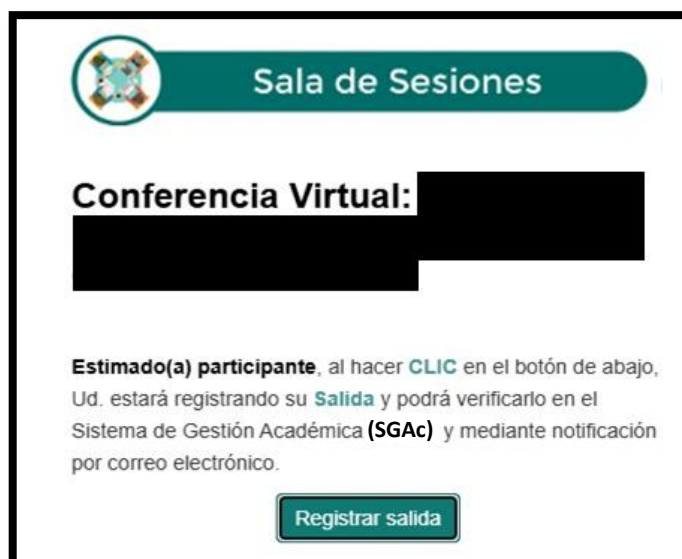 Sala de Sesiones
Conferencia Virtual:
Estimado(a) participante, al hacer CLIC en el botón de abajo,
Ud. estará registrando su Salida y podrá verificarlo en el
Sistema de Gestión Académica (SGAc) y mediante notificación
por correo electrónico.
Registrar salida